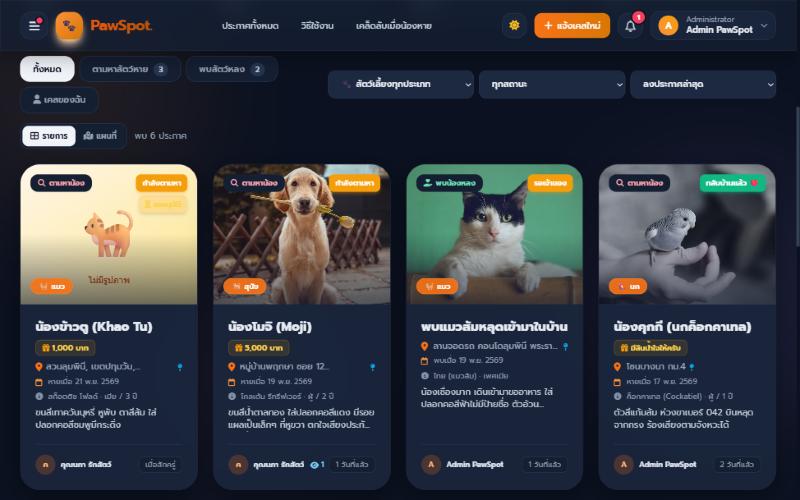 PawSpot.
ประกาศทั้งหมด
วิธีใช้งาน
เคล็ดลับเมื่อน้องหาย
+ แจ้งเคสใหม่
1
A
Administrator
Admin PawSpot
ทั้งหมด
ตามหาสัตว์หาย 3
พบสัตว์หลง 2
เคสของฉัน
สัตว์เลี้ยงทุกประเภท
ทุกสถานะ
ลงประกาศล่าสุด
รายการ
แผนที่
พบ 6 ประกาศ
ตามหาน้อง
กำลังตามหา
ไม่มีรูปภาพ
แมว
น้องข้าวตู (Khao Tu)
1,000 บาท
สวนลุมพินี, เขตปทุมวัน,...
หายเมื่อ 21 พ.ย. 2569
สก็อตติช โฟลด์ · เมีย / 3 ปี
ขนสีเทาควันบุหรี่ หูพับ ตาสีส้ม ใส่
ปลอกคอสีชมพูมีกระดิ่ง
ค
คุณนภา รักสัตว์
เมื่อสักครู่
ตามหาน้อง
กำลังตามหา
สุนัข
น้องโมจิ (Moji)
5,000 บาท
หมู่บ้านพฤกษา ซอย 12...
หายเมื่อ 19 พ.ย. 2569
โกลเด้น รีทรีฟเวอร์ · ผู้ / 2 ปี
ขนสีน้ำตาลทอง ใส่ปลอกคอสีแดง มีรอย
แผลเป็นเล็กๆ ที่หูขวา ตกใจเสียงประทั...
ค
คุณนภา รักสัตว์
1
1 วันที่แล้ว
พบน้องหลง
รอเจ้าของ
แมว
พบแมวส้มหลุดเข้ามาในบ้าน
ลานจอดรถ คอนโดลุมพินี พระรา...
พบเมื่อ 19 พ.ย. 2569
ไทย (แมวส้ม) · เพศเมีย
น้องเชื่องมาก เดินเข้ามาขออาหาร ใส่
ปลอกคอสีฟ้าไม่มีป้ายชื่อ ตัวอ้วน...
A
Admin PawSpot
1 วันที่แล้ว
ตามหาน้อง
กลับบ้านแล้ว
นก
น้องคุกกี้ (นกค็อกคาเทล)
มีสินน้ำใจให้ครับ
โซนบางนา กม.4
หายเมื่อ 17 พ.ย. 2569
ค็อกคาเทล (Cockatiel) · ผู้ / 1 ปี
ตัวสีแก้มส้ม ห่วงขาเบอร์ 042 บินหลุด
จากกรง ร้องเสียงตามจังหวะได้
A
Admin PawSpot
2 วันที่แล้ว